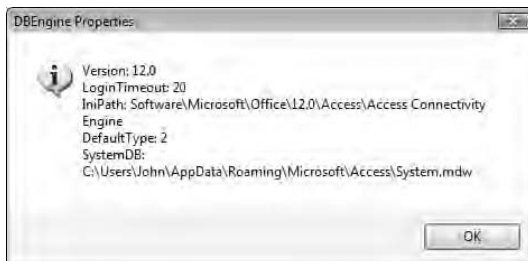 DBEngine Properties
Version: 12.0
LoginTimeout: 20
IniPath: Software\Microsoft\Office\12.0\Access\Access Connectivity
Engine
DefaultType: 2
SystemDB:
C:\Users\John\AppData\Roaming\Microsoft\Access\System.mdw
OK